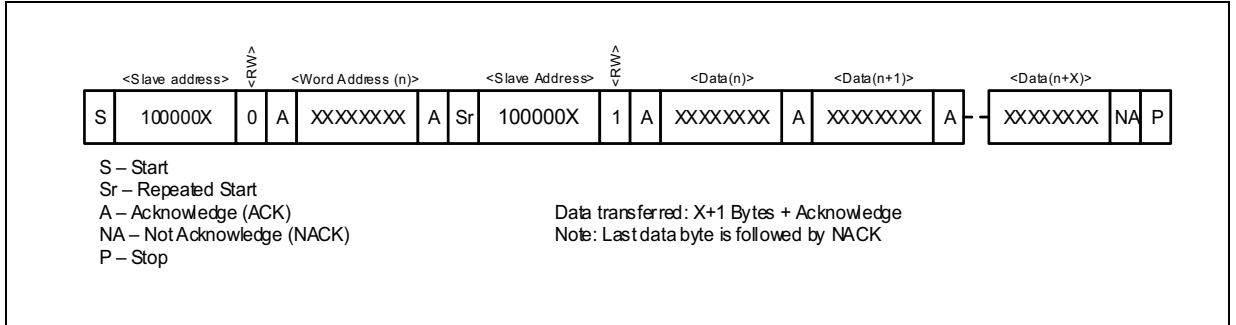 <Slave address> <RW> <Word Address (n)> <Slave Address> <RW> <Data(n)> <Data(n+1)> <Data(n+X)>
S 100000X 0 A XXXXXXXX A Sr 100000X 1 A XXXXXXXX A XXXXXXXX A XXXXXXXX NA P
S – Start
Sr – Repeated Start
A – Acknowledge (ACK)
NA – Not Acknowledge (NACK)
P – Stop
Data transferred: X+1 Bytes + Acknowledge
Note: Last data byte is followed by NACK